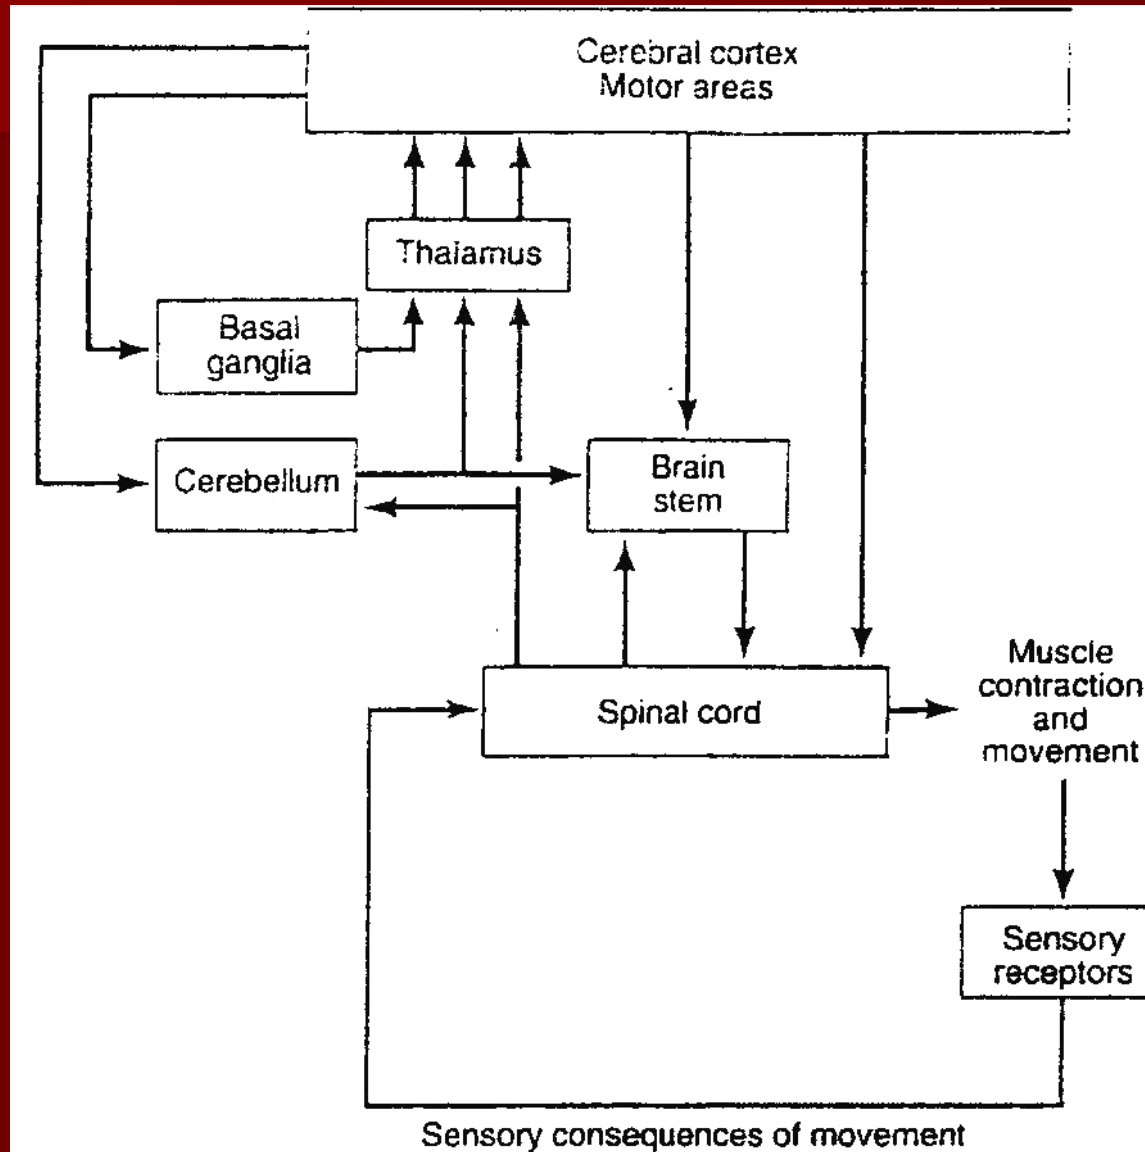 Cerebral cortex
Motor areas
Thalamus
Basal
ganglia
Cerebellum
Brain
stem
Spinal cord
Muscle
contraction
and
movement
Sensory
receptors
Sensory consequences of movement